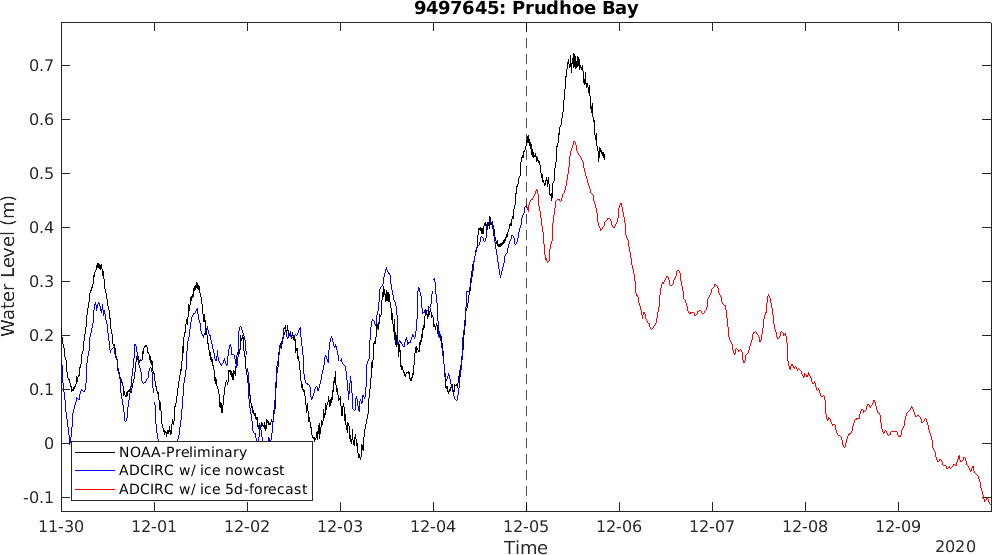 9497645: Prudhoe Bay
Water Level (m)
0.7
0.6
0.5
0.4
0.3
0.2
0.1
0
-0.1
NOAA-Preliminary
ADCIRC w/ ice nowcast
ADCIRC w/ ice 5d-forecast
11-30 12-01 12-02 12-03 12-04 12-05 12-06 12-07 12-08 12-09
Time
2020